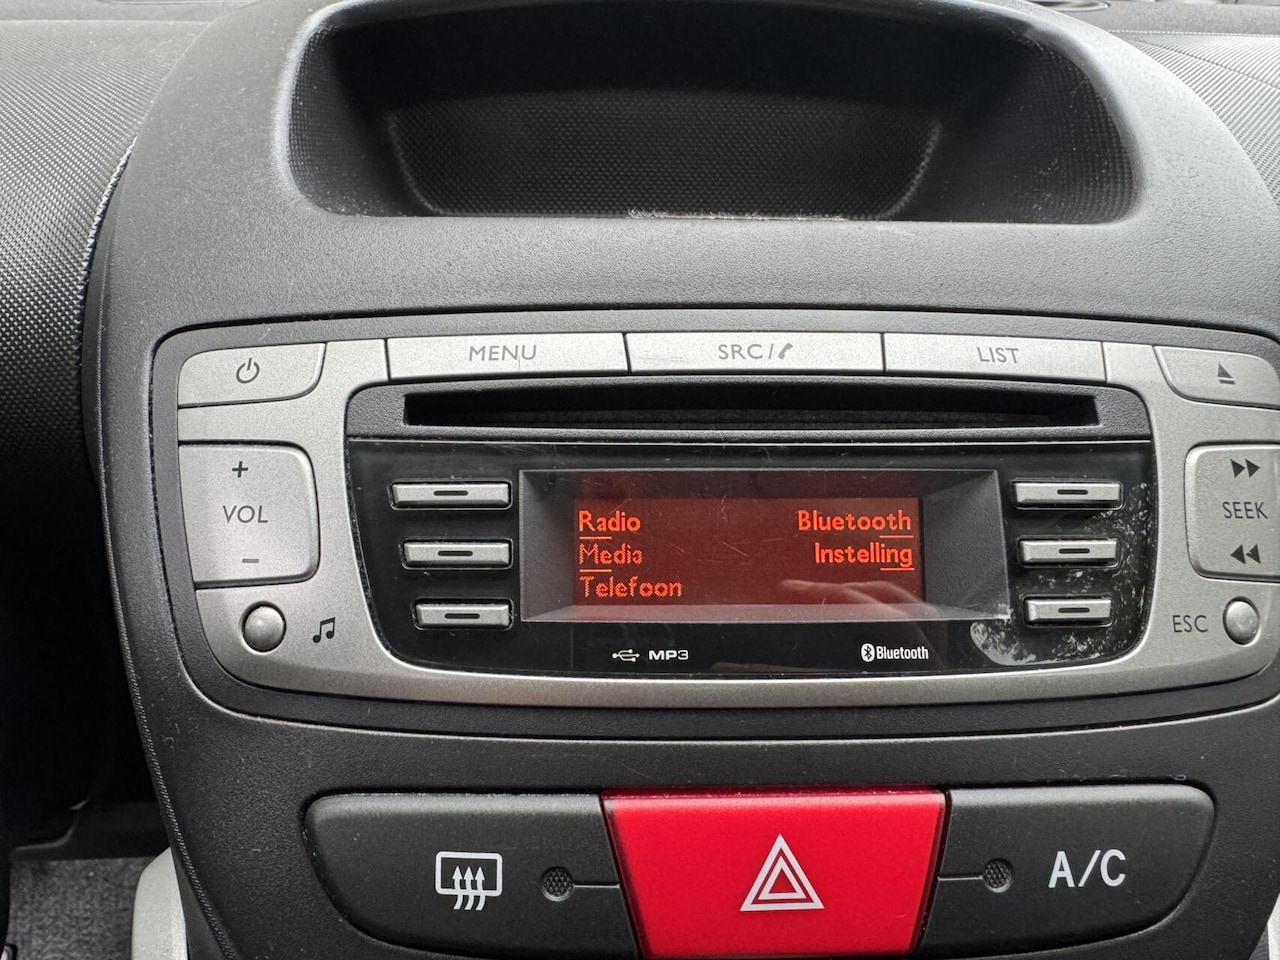 MENU SRC/ LIST
+
VOL
-
SEEK
ESC
Radio Bluetooth
Media Instelling
Telefoon
MP3 Bluetooth
A/C